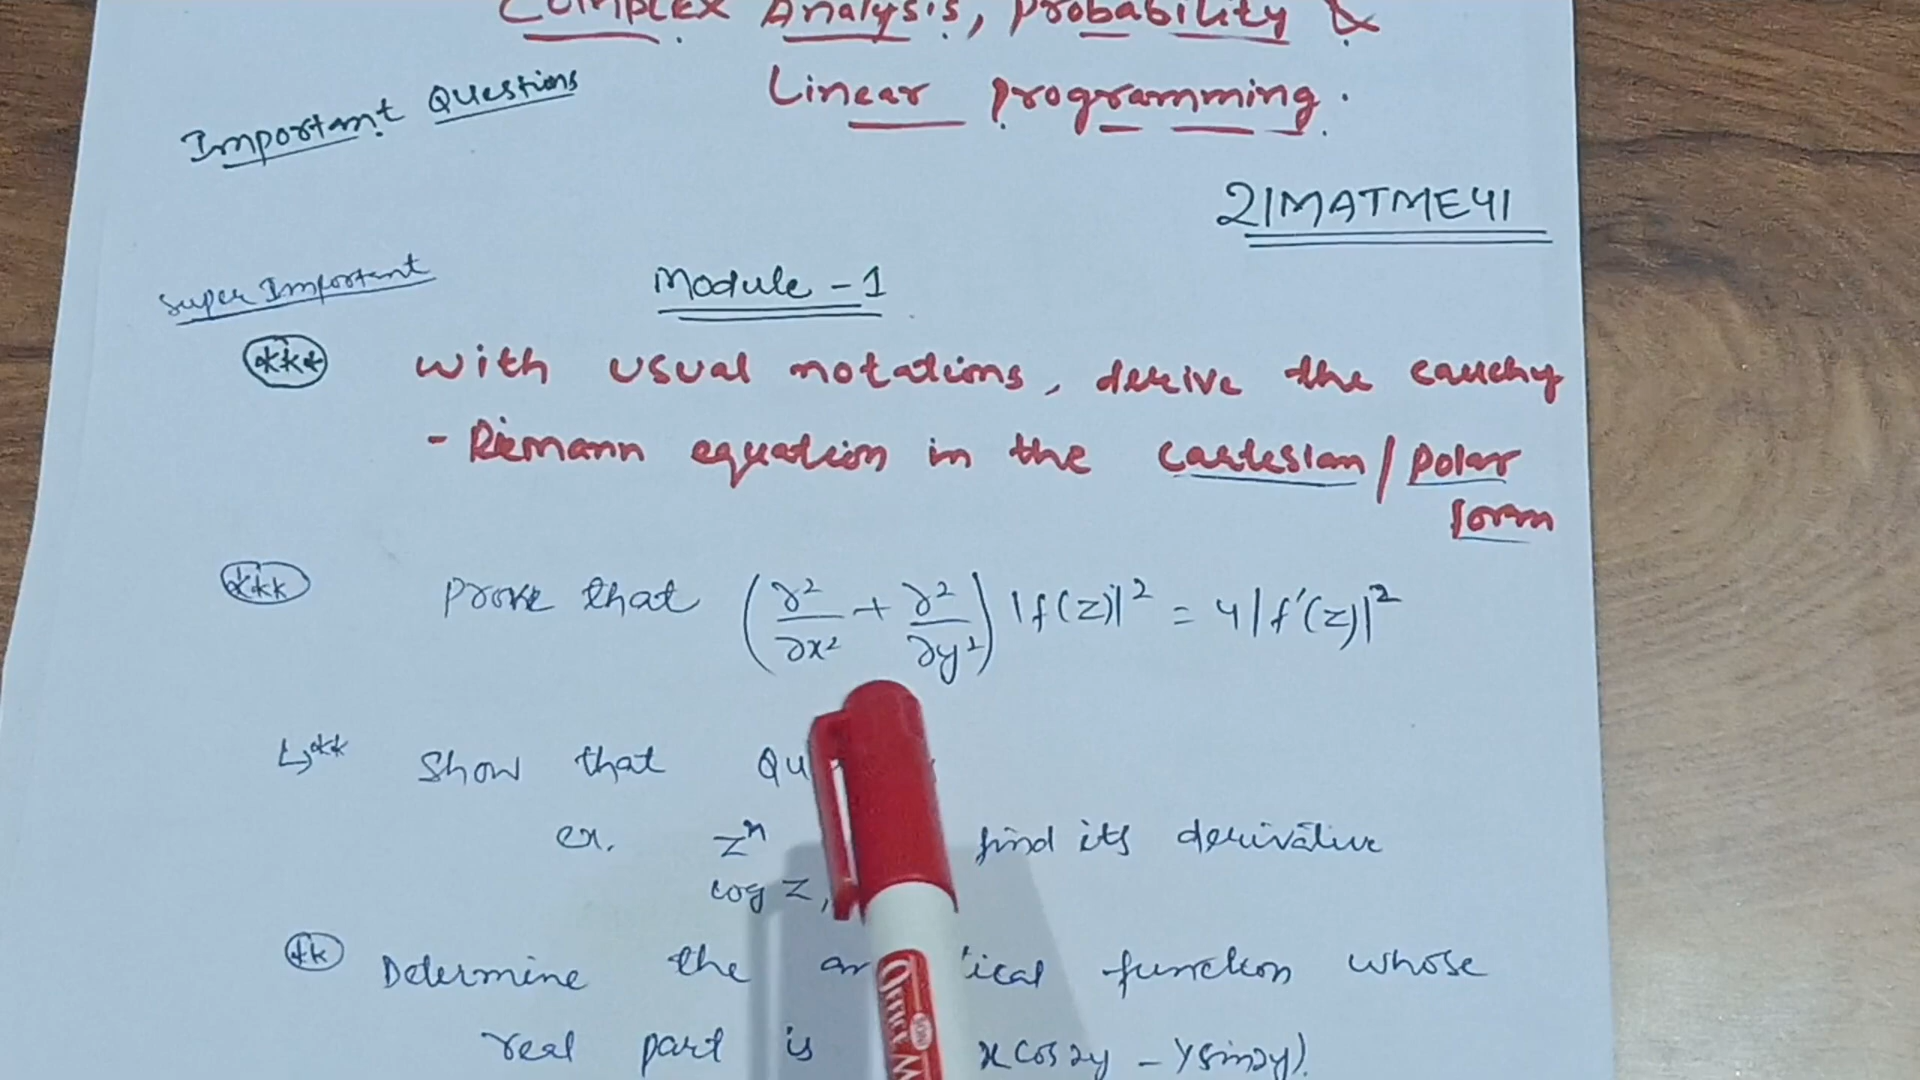 Complex Analysis, Probability &
Linear programming.
Important Questions
21MATME41
Super Important
Module - 1
*** With usual notations, derive the cauchy
- Riemann equation in the cartesian / polar
form
*** Prove that (∂²/∂x² + ∂²/∂y²) |f(z)|² = 4|f'(z)|²
↳ ** Show that
ex. zⁿ find its derivative
log z,
** Determine the function whose
real part is x cos 2y - y sin 2y).
OFFICE